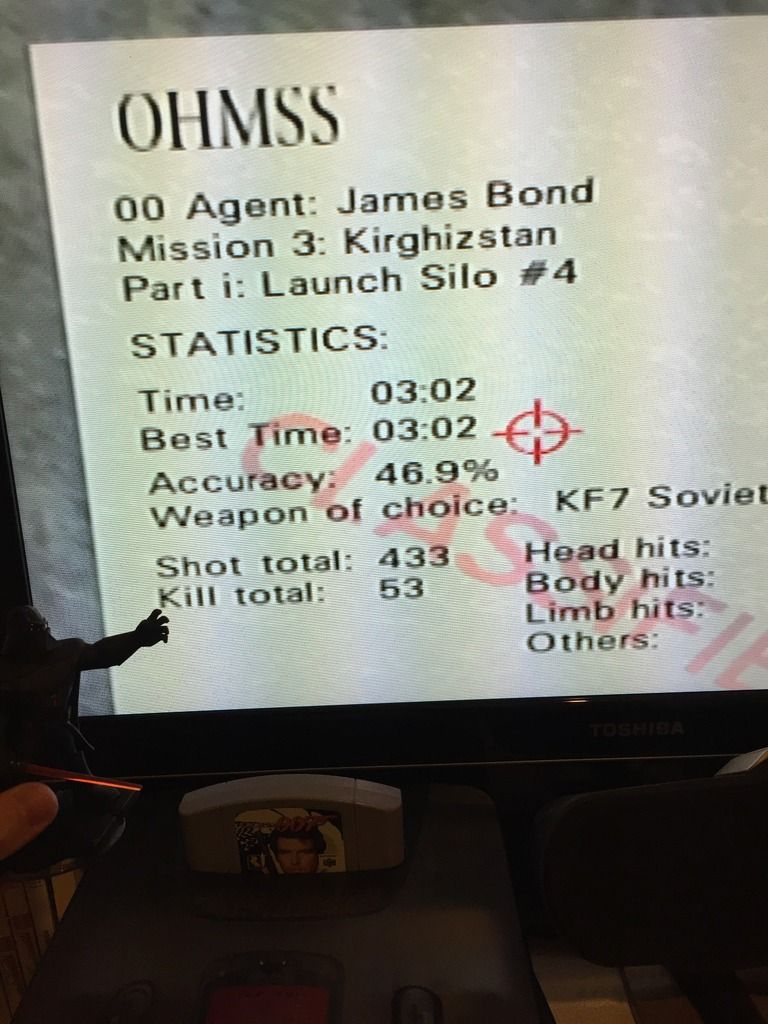 OHMSS
00 Agent: James Bond
Mission 3: Kirghizstan
Part i: Launch Silo #4
STATISTICS:
Time: 03:02
Best Time: 03:02
Accuracy: 46.9%
Weapon of choice: KF7 Soviet
Shot total: 433
Kill total: 53
Head hits:
Body hits:
Limb hits:
Others:
CLASSIFIE
TOSHIBA
007